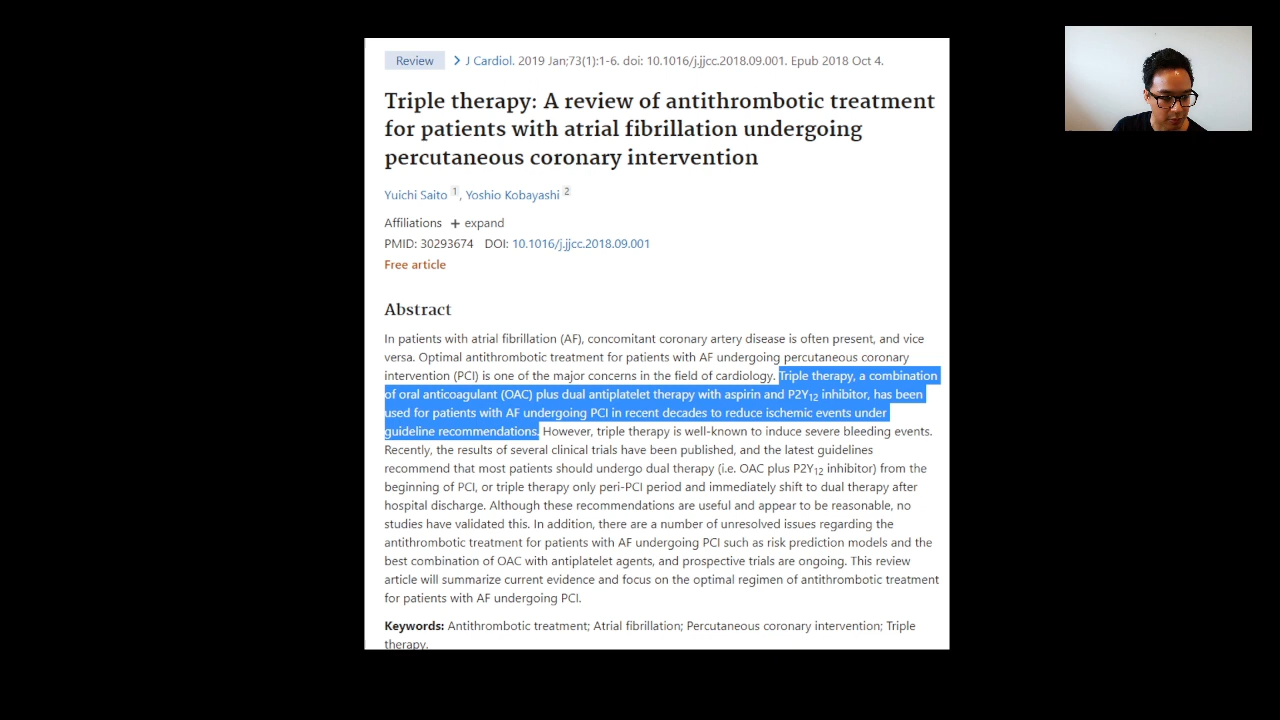 Review
J Cardiol. 2019 Jan;73(1):1-6. doi: 10.1016/j.jjcc.2018.09.001. Epub 2018 Oct 4.
Triple therapy: A review of antithrombotic treatment
for patients with atrial fibrillation undergoing
percutaneous coronary intervention
Yuichi Saito 1, Yoshio Kobayashi 2
Affiliations + expand
PMID: 30293674 DOI: 10.1016/j.jjcc.2018.09.001
Free article
Abstract
In patients with atrial fibrillation (AF), concomitant coronary artery disease is often present, and vice
versa. Optimal antithrombotic treatment for patients with AF undergoing percutaneous coronary
intervention (PCI) is one of the major concerns in the field of cardiology. Triple therapy, a combination
of oral anticoagulant (OAC) plus dual antiplatelet therapy with aspirin and P2Y12 inhibitor, has been
used for patients with AF undergoing PCI in recent decades to reduce ischemic events under
guideline recommendations. However, triple therapy is well-known to induce severe bleeding events.
Recently, the results of several clinical trials have been published, and the latest guidelines
recommend that most patients should undergo dual therapy (i.e. OAC plus P2Y12 inhibitor) from the
beginning of PCI, or triple therapy only peri-PCI period and immediately shift to dual therapy after
hospital discharge. Although these recommendations are useful and appear to be reasonable, no
studies have validated this. In addition, there are a number of unresolved issues regarding the
antithrombotic treatment for patients with AF undergoing PCI such as risk prediction models and the
best combination of OAC with antiplatelet agents, and prospective trials are ongoing. This review
article will summarize current evidence and focus on the optimal regimen of antithrombotic treatment
for patients with AF undergoing PCI.
Keywords: Antithrombotic treatment; Atrial fibrillation; Percutaneous coronary intervention; Triple
therapy.